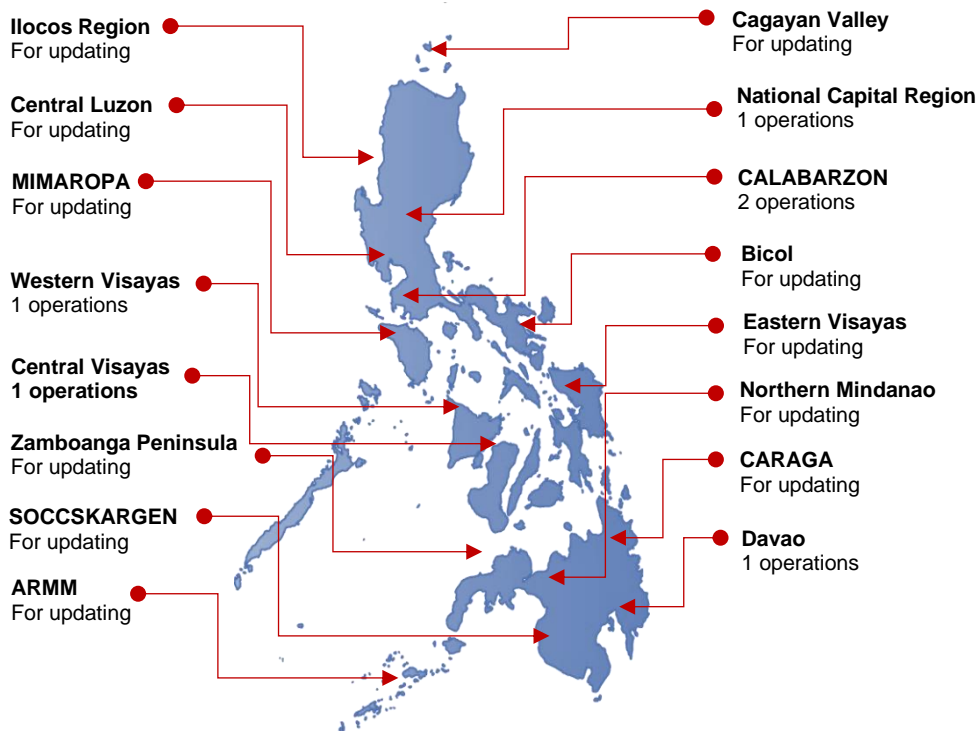 Ilocos Region
For updating
Central Luzon
For updating
MIMAROPA
For updating
Western Visayas
1 operations
Central Visayas
1 operations
Zamboanga Peninsula
For updating
SOCCSKARGEN
For updating
ARMM
For updating
Cagayan Valley
For updating
National Capital Region
1 operations
CALABARZON
2 operations
Bicol
For updating
Eastern Visayas
For updating
Northern Mindanao
For updating
CARAGA
For updating
Davao
1 operations